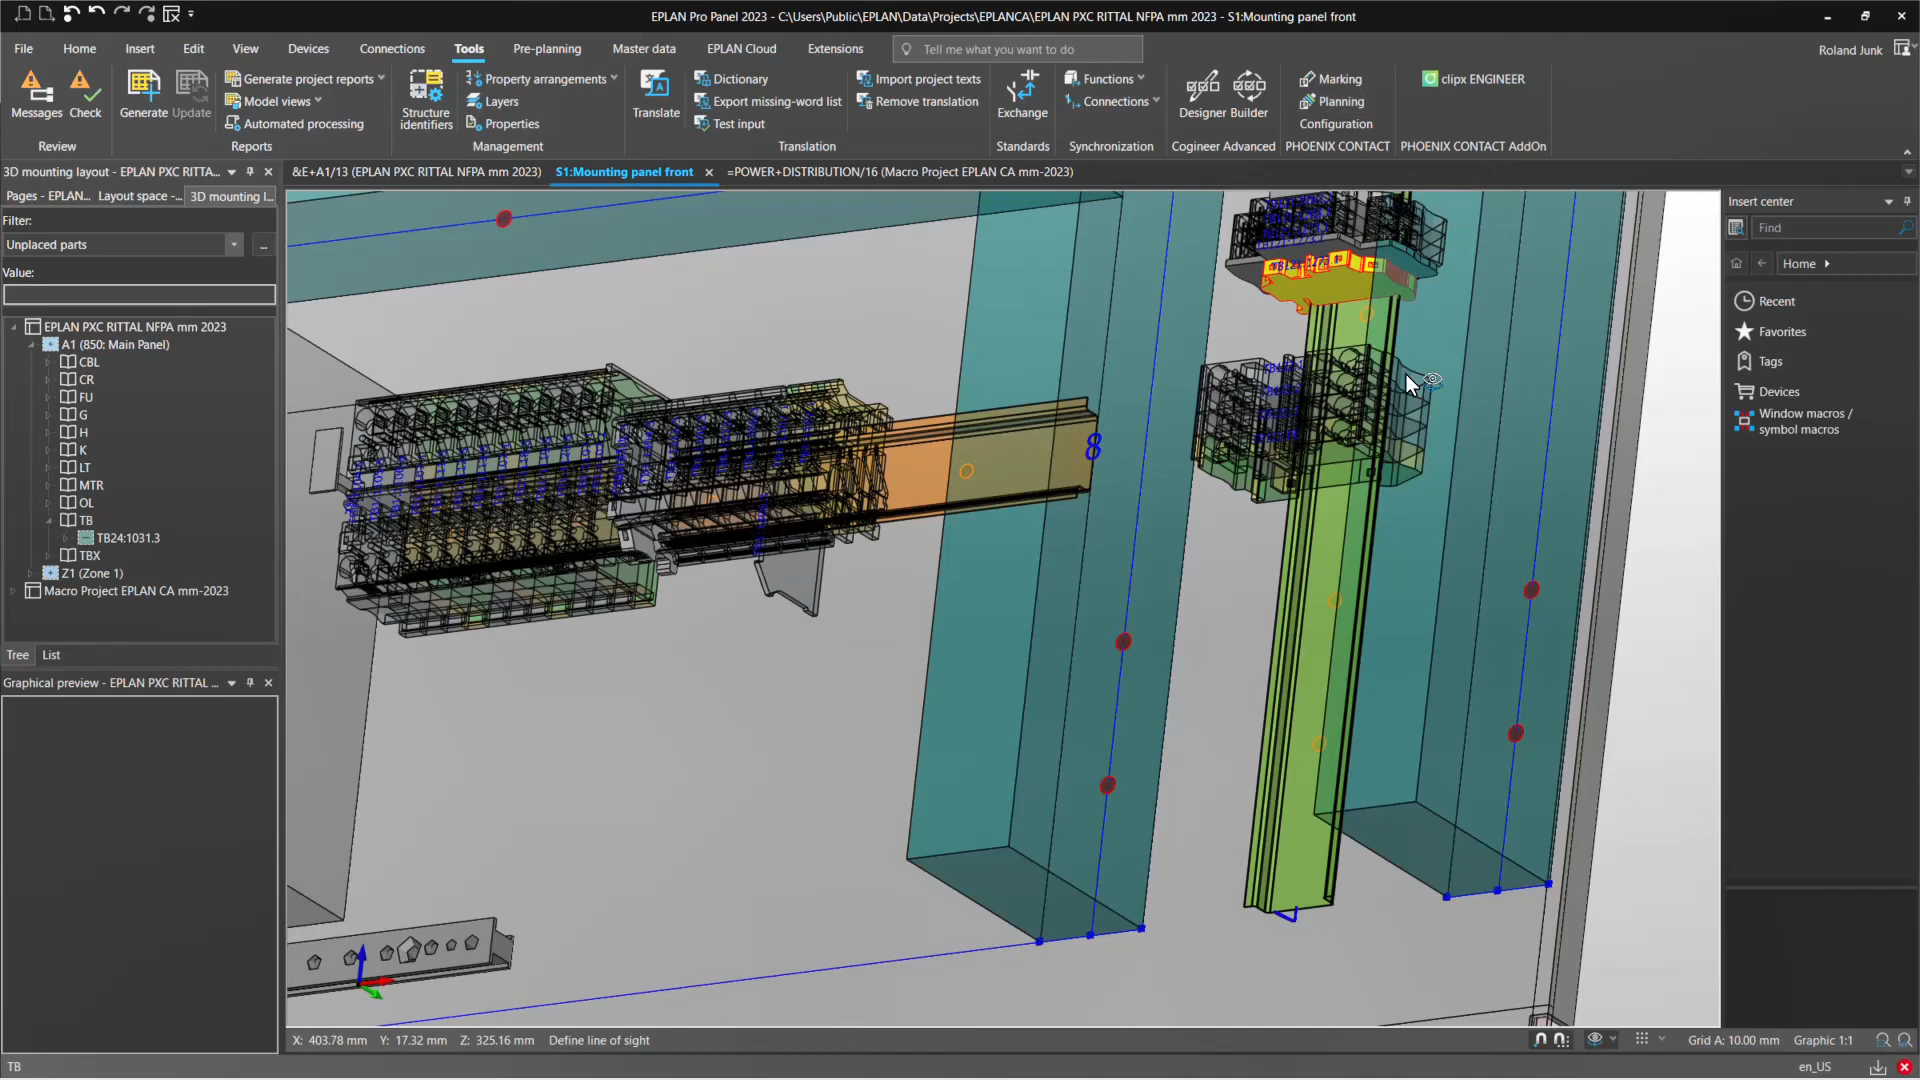 EPLAN Pro Panel 2023 - C:\Users\Public\EPLAN\Data\Projects\EPLANCA\EPLAN PXC RITTAL NFPA mm 2023 - S1:Mounting panel front
File Home Insert Edit View Devices Connections Tools Pre-planning Master data EPLAN Cloud Extensions Tell me what you want to do Roland Junk
Messages Check
Review
Generate Update
Generate project reports
Model views
Automated processing
Reports
Structure identifiers
Property arrangements
Layers
Properties
Management
Translate
Dictionary
Export missing-word list
Test input
Import project texts
Remove translation
Translation
Exchange
Standards
Functions
Connections
Synchronization
Designer Builder
Cogineer Advanced
Marking
Planning
Configuration
PHOENIX CONTACT
clipx ENGINEER
PHOENIX CONTACT AddOn
3D mounting layout - EPLAN PXC RITTA...
&E+A1/13 (EPLAN PXC RITTAL NFPA mm 2023)
S1:Mounting panel front
=POWER+DISTRIBUTION/16 (Macro Project EPLAN CA mm-2023)
Pages - EPLAN... Layout space -... 3D mounting l...
Filter:
Unplaced parts
...
Value:
EPLAN PXC RITTAL NFPA mm 2023
A1 (850: Main Panel)
CBL
CR
FU
G
H
K
LT
MTR
OL
TB
TB24:1031.3
TBX
Z1 (Zone 1)
Macro Project EPLAN CA mm-2023
Tree List
Graphical preview - EPLAN PXC RITTAL ...
8
Insert center
Find
Home
Recent
Favorites
Tags
Devices
Window macros /
symbol macros
X: 403.78 mm Y: 17.32 mm Z: 325.16 mm Define line of sight
Grid A: 10.00 mm Graphic 1:1
TB
en_US